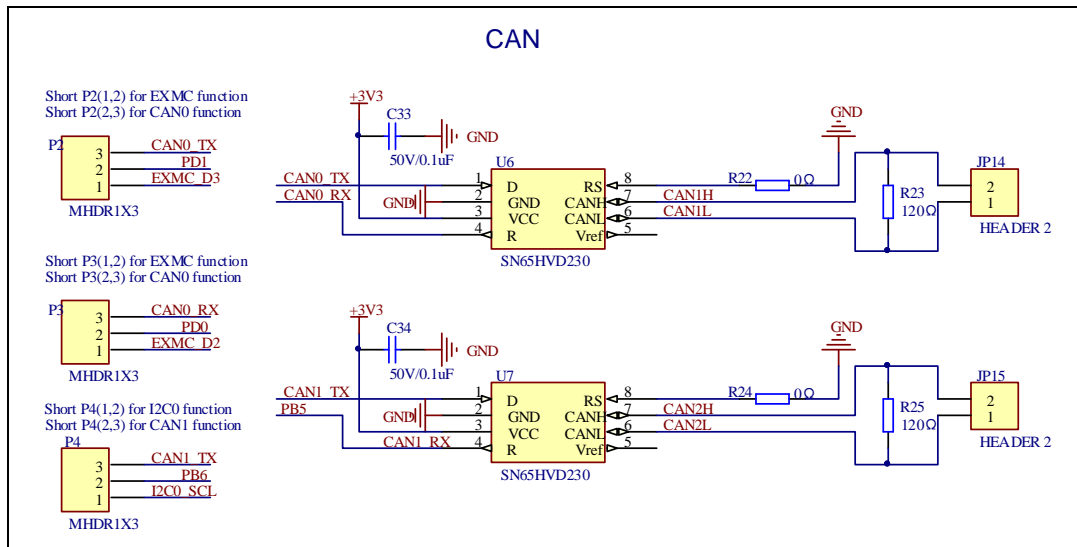 CAN
Short P2(1,2) for EXMC function
Short P2(2,3) for CAN0 function
P2
3 CAN0_TX
2 PD1
1 EXMC_D3
MHDR1X3
Short P3(1,2) for EXMC function
Short P3(2,3) for CAN0 function
P3
3 CAN0_RX
2 PD0
1 EXMC_D2
MHDR1X3
Short P4(1,2) for I2C0 function
Short P4(2,3) for CAN1 function
P4
3 CAN1_TX
2 PB6
1 I2C0_SCL
MHDR1X3
+3V3
C33
GND
50V/0.1uF
U6
CAN0_TX 1 D RS 8 R22 0Ω GND
CAN0_RX GND 2 GND CANH 7 CAN1H
3 VCC CANL 6 CAN1L
4 R Vref 5
SN65HVD230
R23
120Ω
JP14
2
1
HEADER 2
+3V3
C34
GND
50V/0.1uF
U7
CAN1_TX 1 D RS 8 R24 0Ω GND
PB5 GND 2 GND CANH 7 CAN2H
3 VCC CANL 6 CAN2L
CAN1_RX 4 R Vref 5
SN65HVD230
R25
120Ω
JP15
2
1
HEADER 2